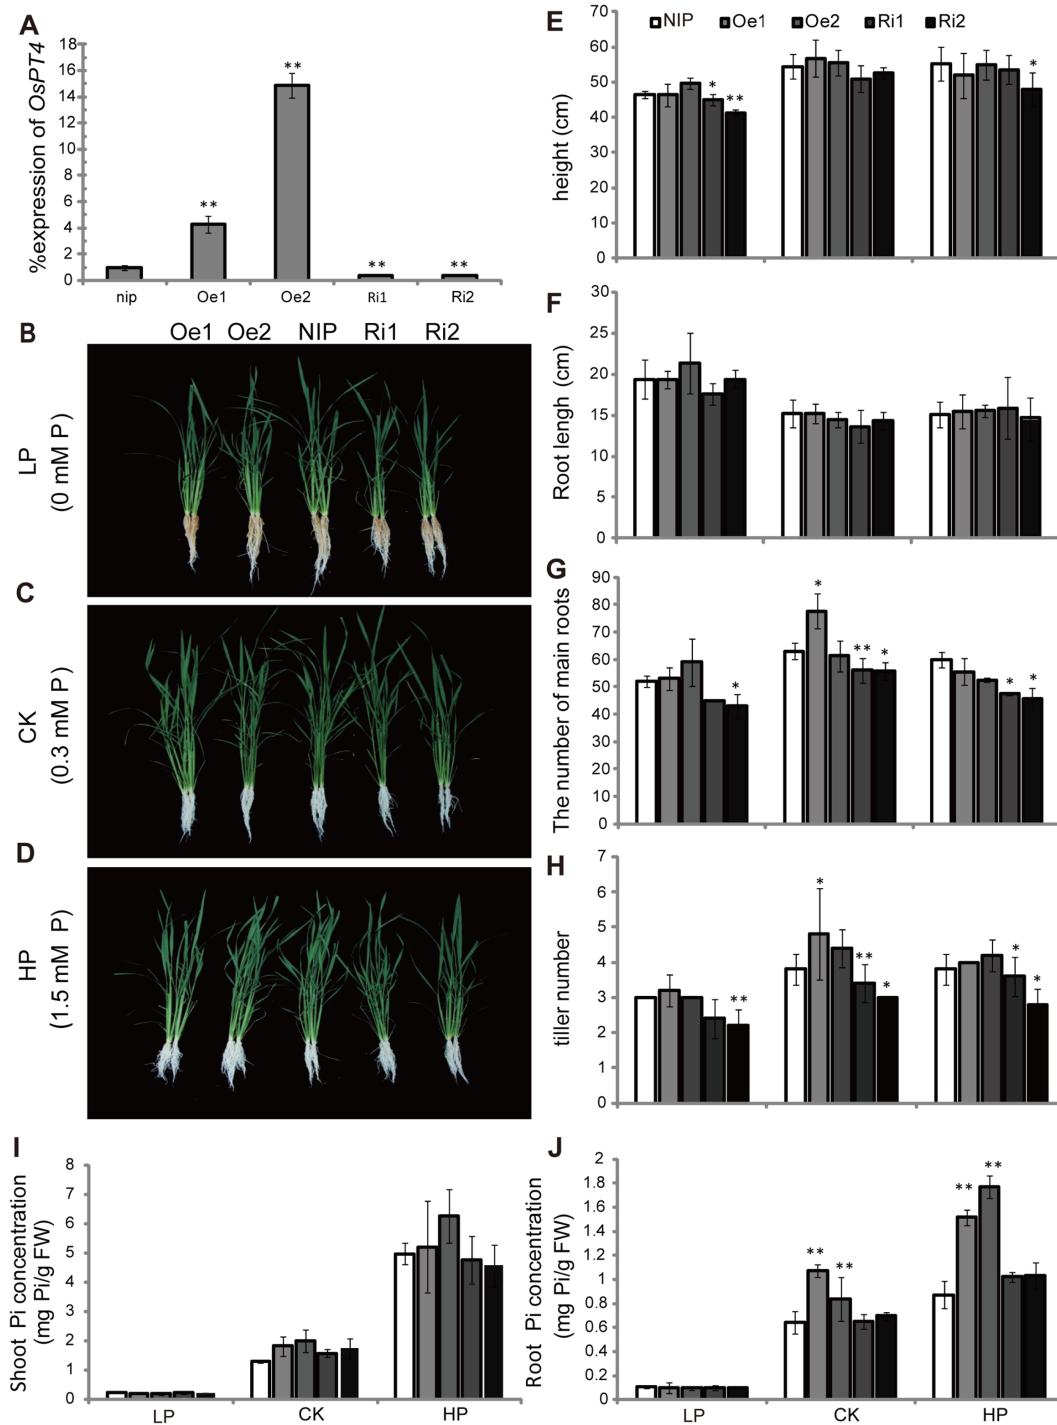 A
%expression of OsPT4
18
16
14
12
10
8
6
4
2
0
**
**
**
**
nip
Oe1
Oe2
Ri1
Ri2
B
Oe1 Oe2 NIP Ri1 Ri2
LP
(0 mM P)
C
CK
(0.3 mM P)
D
HP
(1.5 mM P)
E
NIP Oe1 Oe2 Ri1 Ri2
height (cm)
70
60
50
40
30
20
10
0
*
**
*
F
Root lengh (cm)
30
25
20
15
10
5
0
G
The number of main roots
90
80
70
60
50
40
30
20
10
0
*
*
**
*
*
*
H
tiller number
7
6
5
4
3
2
1
0
**
*
**
*
*
*
I
Shoot Pi concentration
(mg Pi/g FW)
8
7
6
5
4
3
2
1
0
LP
CK
HP
J
Root Pi concentration
(mg Pi/g FW)
2
1.8
1.6
1.4
1.2
1
0.8
0.6
0.4
0.2
0
**
**
**
**
LP
CK
HP